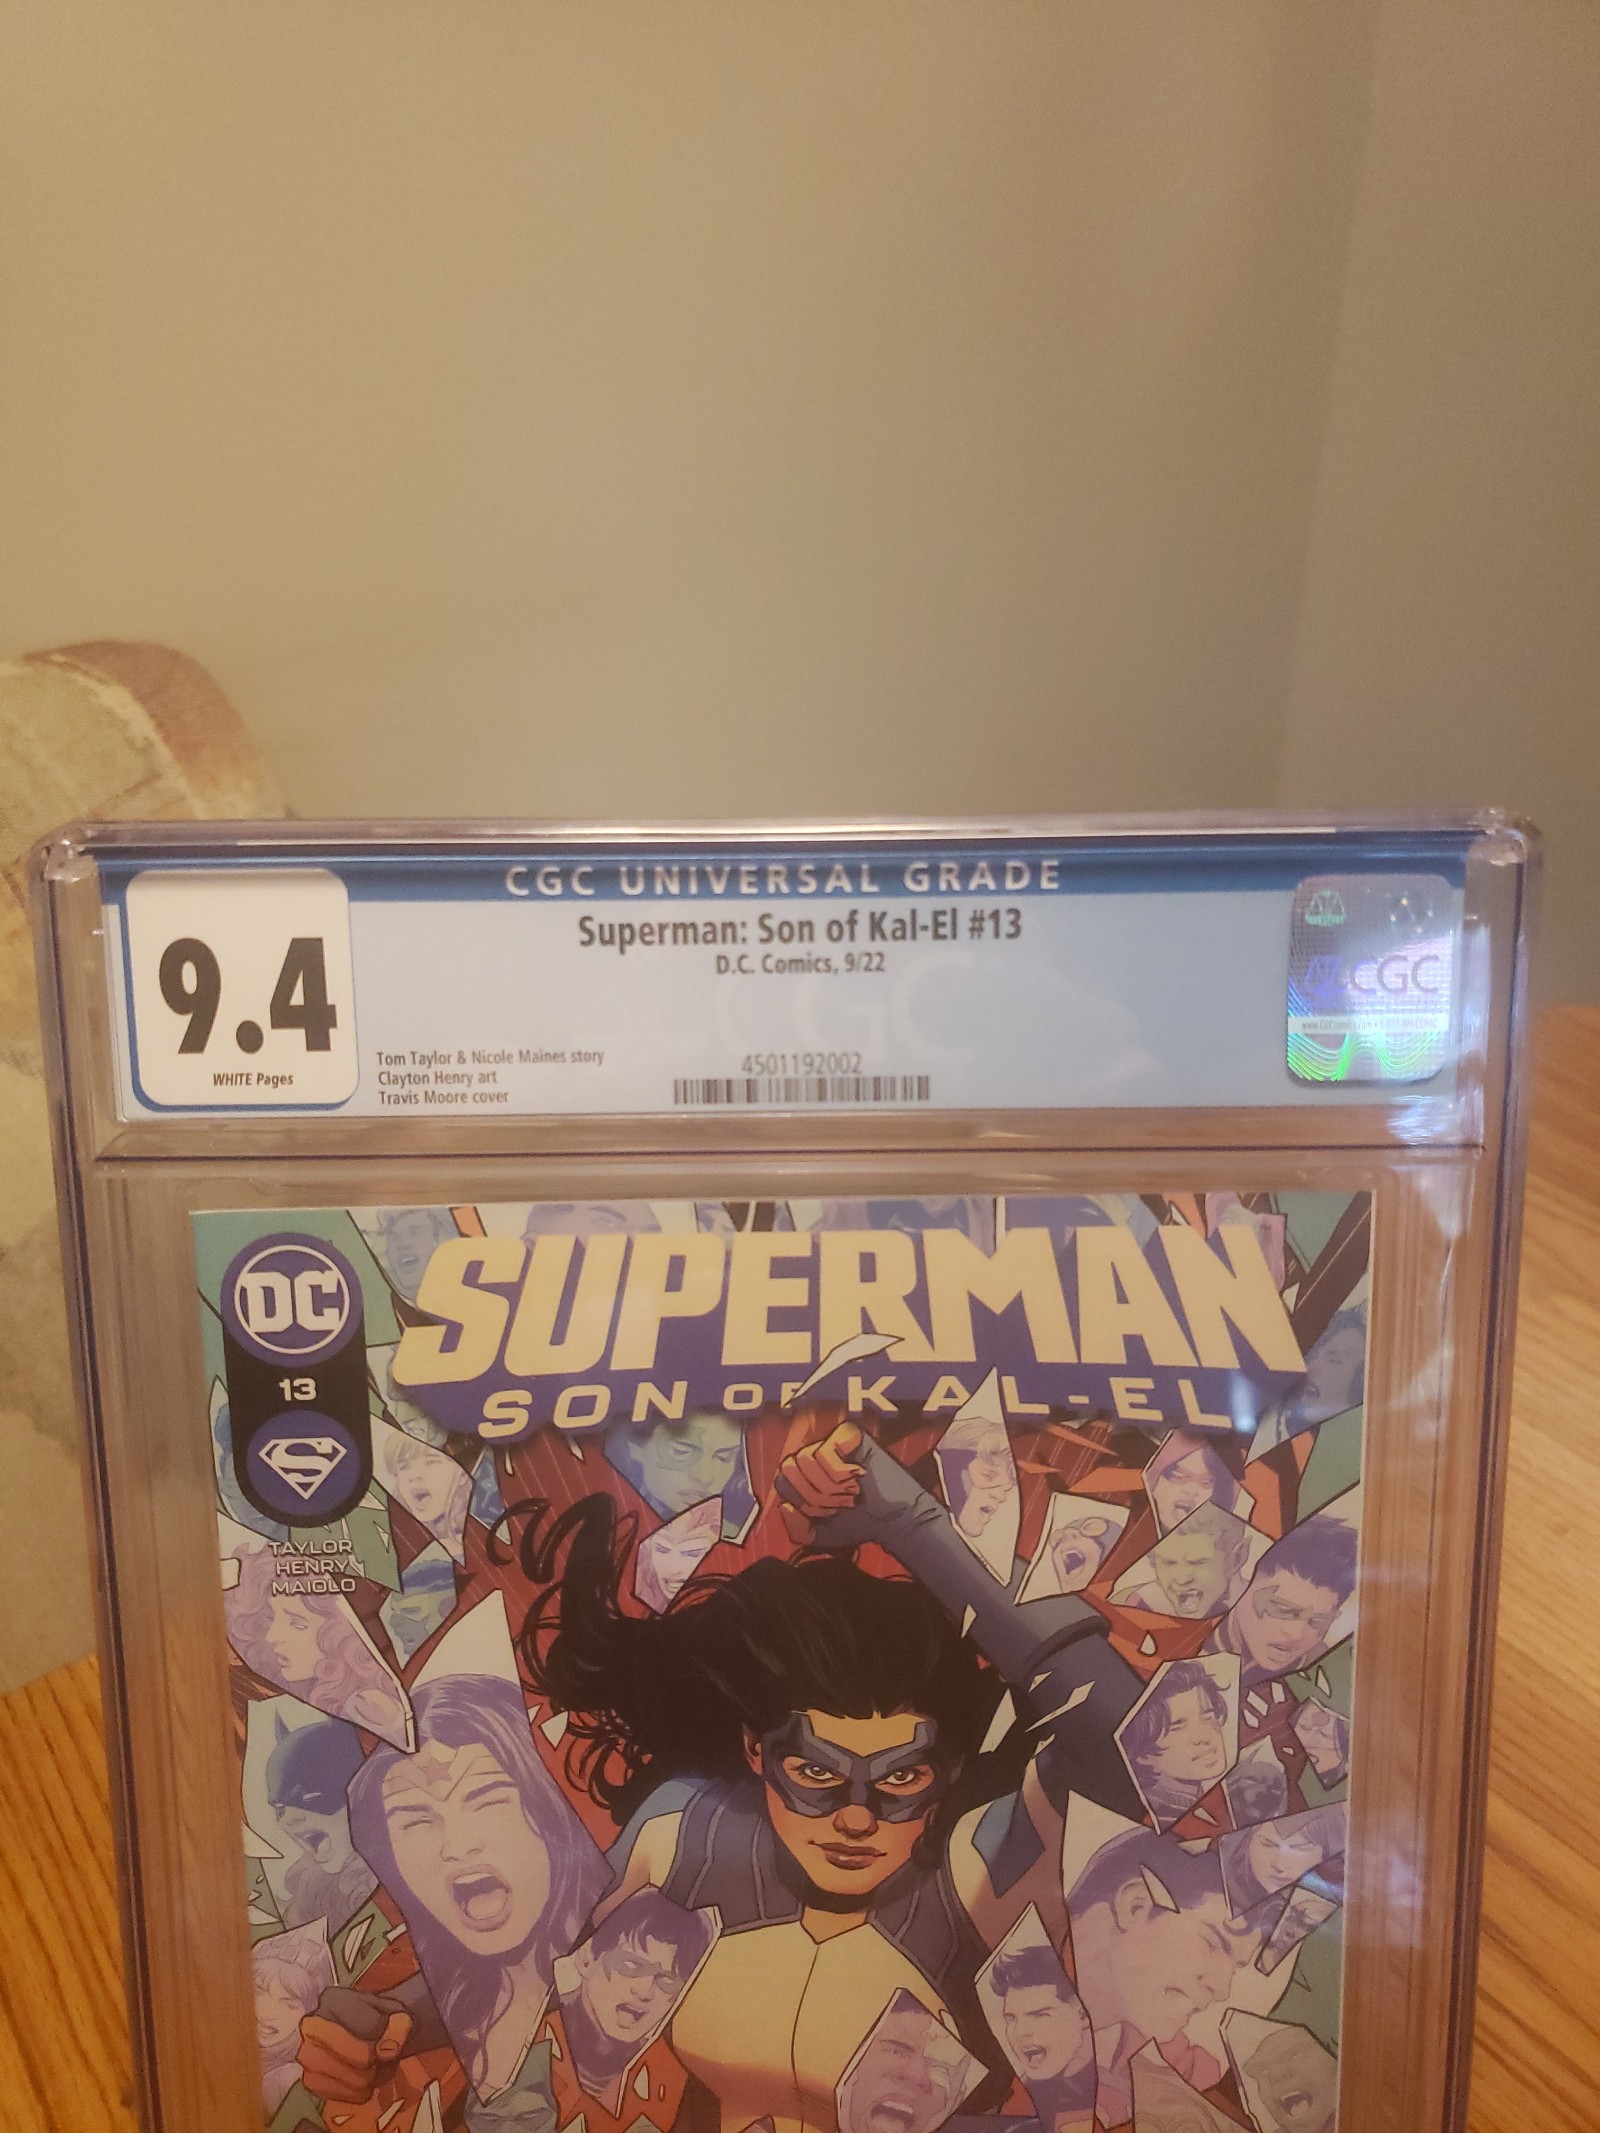 CGC UNIVERSAL GRADE
9.4
WHITE Pages
Superman: Son of Kal-El #13
D.C. Comics, 9/22
Tom Taylor & Nicole Maines story
Clayton Henry art
Travis Moore cover
4501192002
CGC
DC
13
S
SUPERMAN
SON OF KAL-EL
TAYLOR
HENRY
MAIOLO